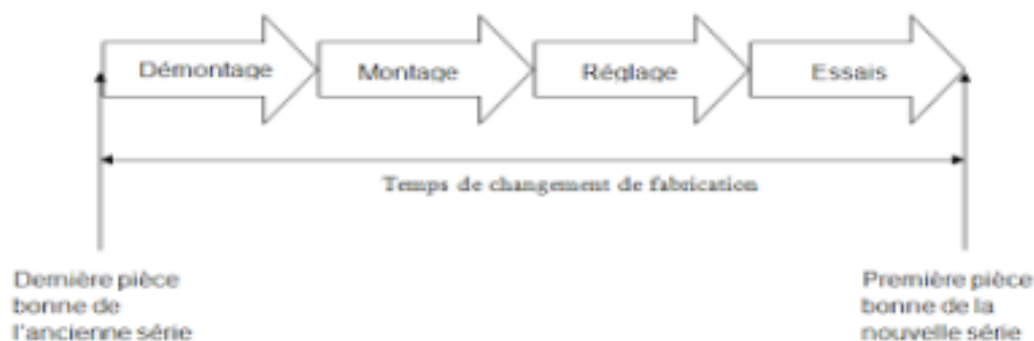 Démontage
Montage
Réglage
Essais
Temps de changement de fabrication
Dernière pièce
bonne de
l'ancienne série
Première pièce
bonne de la
nouvelle série